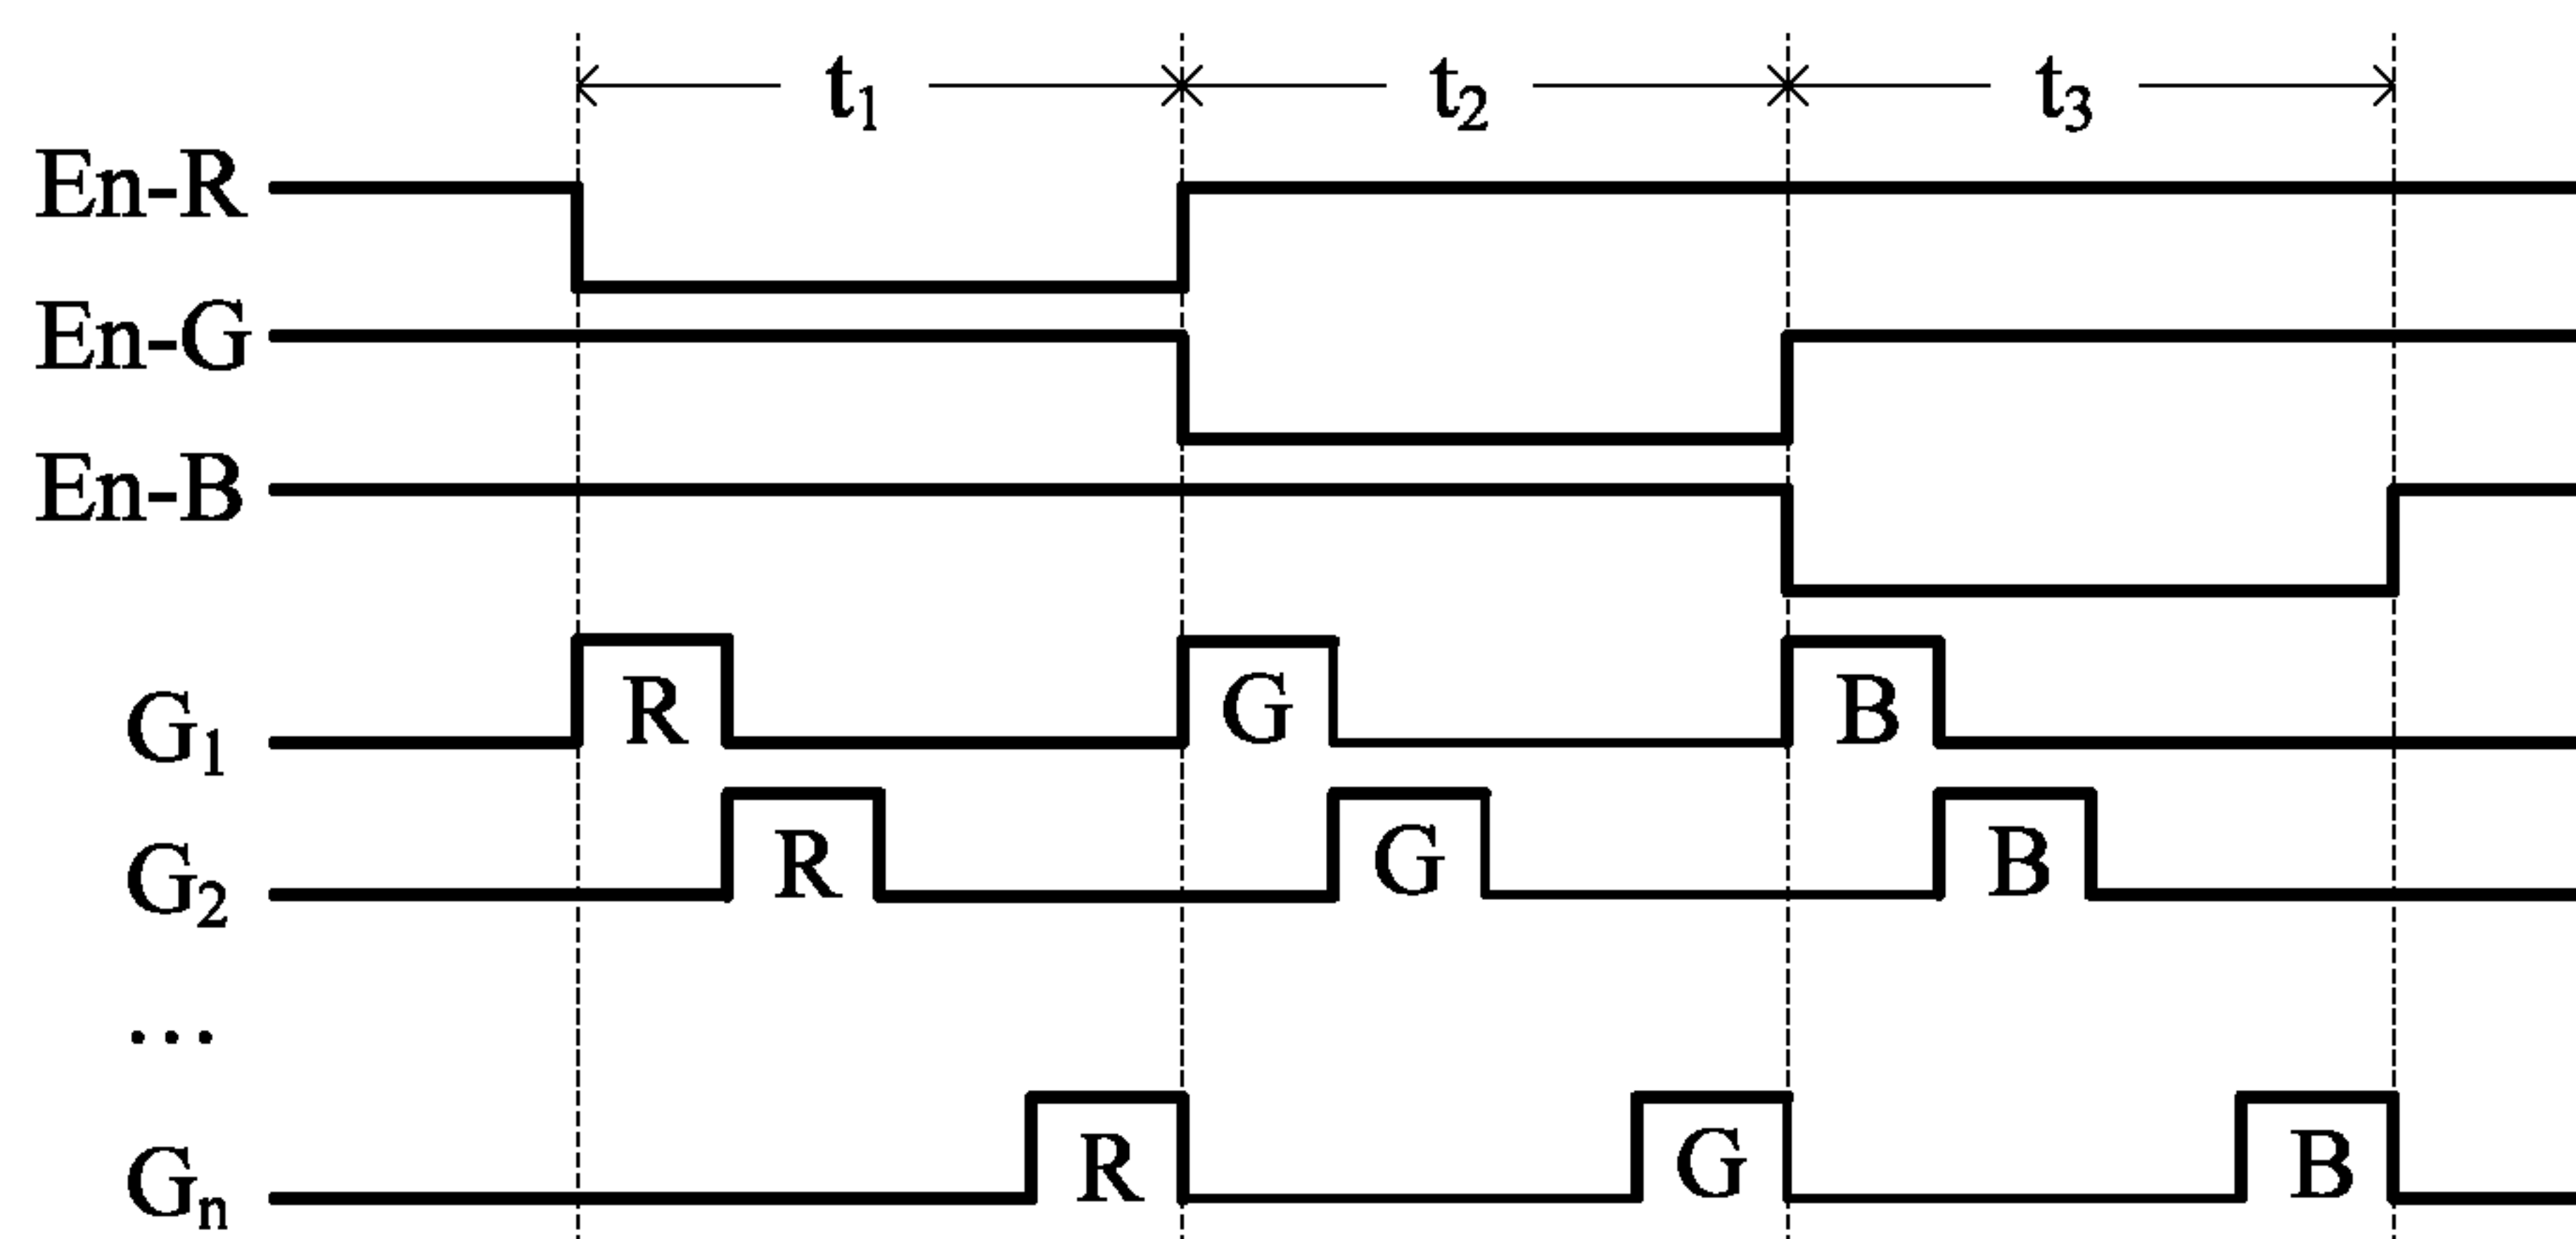 t₁ t₂ t₃
En-R
En-G
En-B
G₁ R G B
G₂ R G B
...
Gₙ R G B